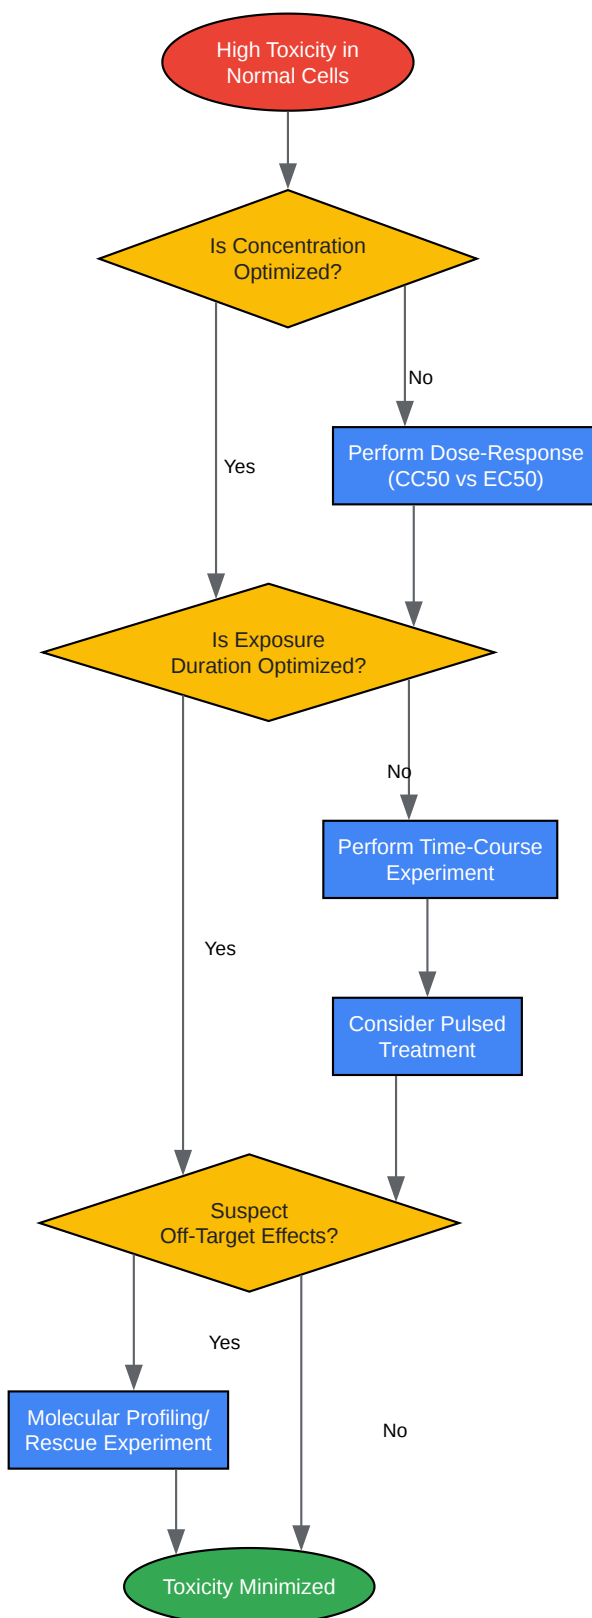 High Toxicity in
Normal Cells
Is Concentration
Optimized?
No
Perform Dose-Response
(CC50 vs EC50)
Yes
Is Exposure
Duration Optimized?
No
Perform Time-Course
Experiment
Yes
Consider Pulsed
Treatment
Suspect
Off-Target Effects?
Yes
Molecular Profiling/
Rescue Experiment
No
Toxicity Minimized